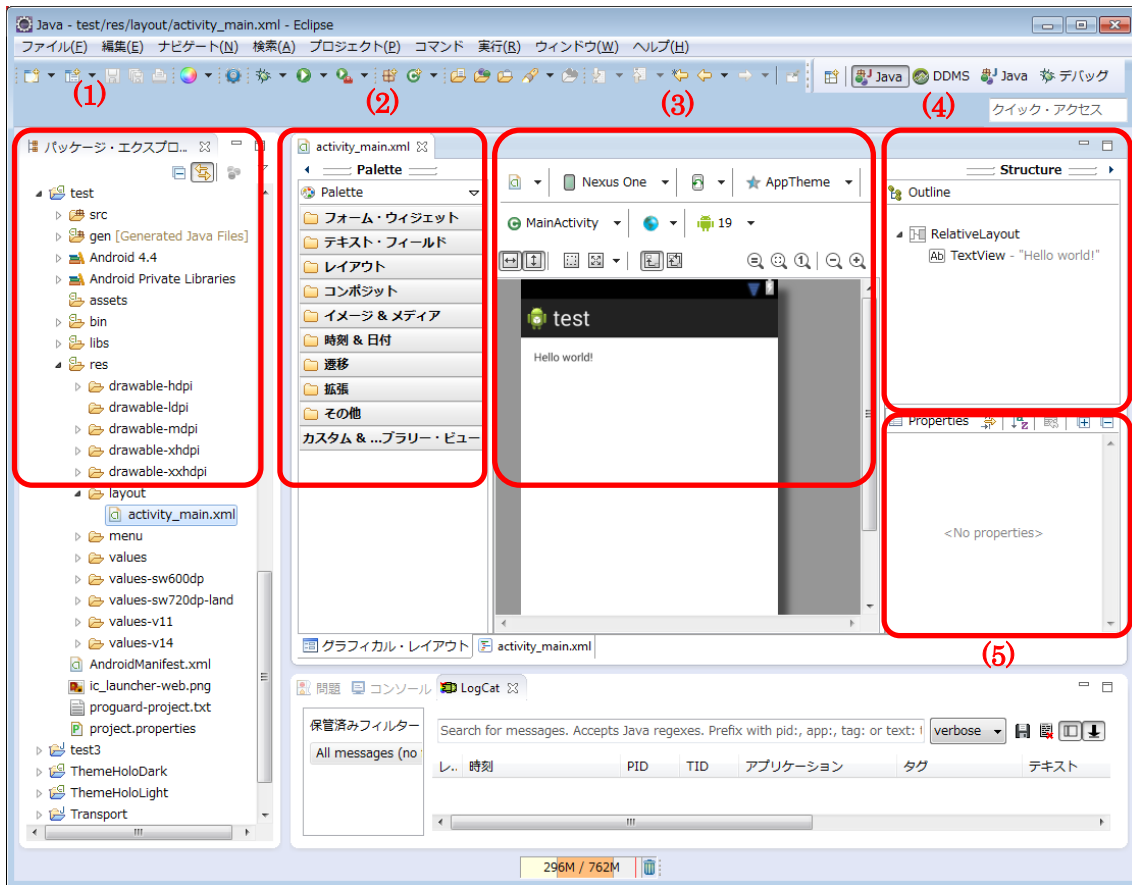 Java - test/res/layout/activity_main.xml - Eclipse
ファイル(F) 編集(E) ナビゲート(N) 検索(A) プロジェクト(P) コマンド 実行(R) ウィンドウ(W) ヘルプ(H)
Java DDMS Java デバッグ
(1) (2) (3) (4)
クイック・アクセス
パッケージ・エクスプロ...
test
src
gen [Generated Java Files]
Android 4.4
Android Private Libraries
assets
bin
libs
res
drawable-hdpi
drawable-ldpi
drawable-mdpi
drawable-xhdpi
drawable-xxhdpi
layout
activity_main.xml
menu
values
values-sw600dp
values-sw720dp-land
values-v11
values-v14
AndroidManifest.xml
ic_launcher-web.png
proguard-project.txt
project.properties
test3
ThemeHoloDark
ThemeHoloLight
Transport
activity_main.xml
Palette
Palette
フォーム・ウィジェット
テキスト・フィールド
レイアウト
コンポジット
イメージ & メディア
時刻 & 日付
遷移
拡張
その他
カスタム & ...ブラリー・ビュー
Nexus One AppTheme
MainActivity 19
test
Hello world!
グラフィカル・レイアウト activity_main.xml
Structure
Outline
RelativeLayout
Ab TextView - "Hello world!"
Properties
<No properties>
(5)
問題 コンソール LogCat
保管済みフィルター
All messages (no
Search for messages. Accepts Java regexes. Prefix with pid:, app:, tag: or text:
verbose
レ.. 時刻 PID TID アプリケーション タグ テキスト
296M / 762M